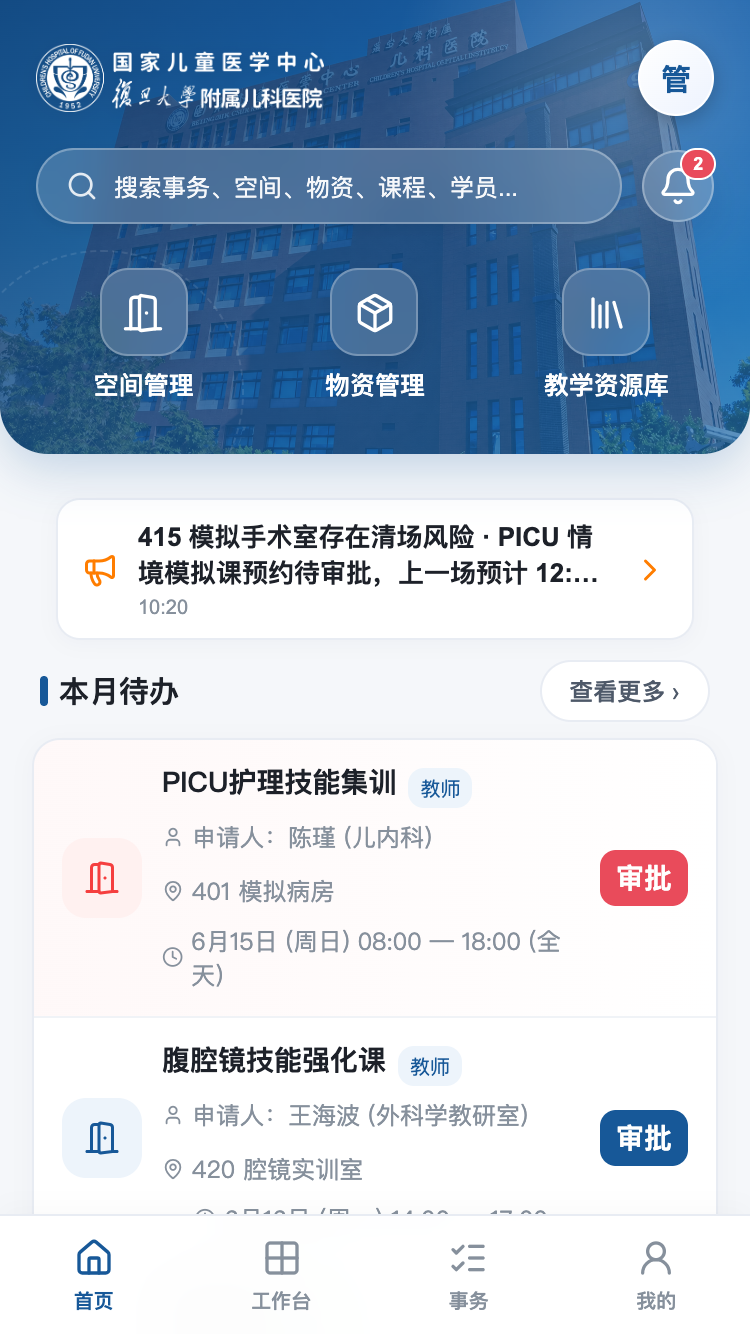 国家儿童医学中心
復旦大学附属儿科医院
1952
管
搜索事务、空间、物资、课程、学员...
2
空间管理
物资管理
教学资源库
415 模拟手术室存在清场风险 · PICU 情
境模拟课预约待审批，上一场预计 12:...
10:20
本月待办
查看更多 ›
PICU护理技能集训
教师
申请人：陈瑾 (儿内科)
401 模拟病房
6月15日 (周日) 08:00 — 18:00 (全
天)
审批
腹腔镜技能强化课
教师
申请人：王海波 (外科学教研室)
420 腔镜实训室
审批
首页
工作台
事务
我的